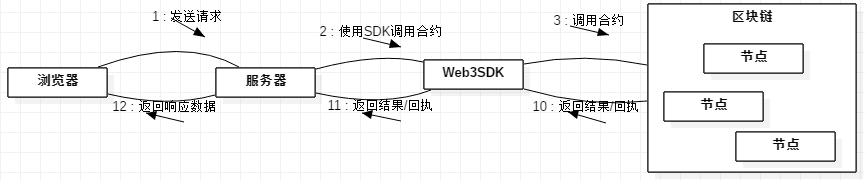 1 : 发送请求
2 : 使用SDK调用合约
3 : 调用合约
区块链
节点
浏览器
服务器
Web3SDK
节点
12 : 返回响应数据
11 : 返回结果/回执
10 : 返回结果/回执
节点